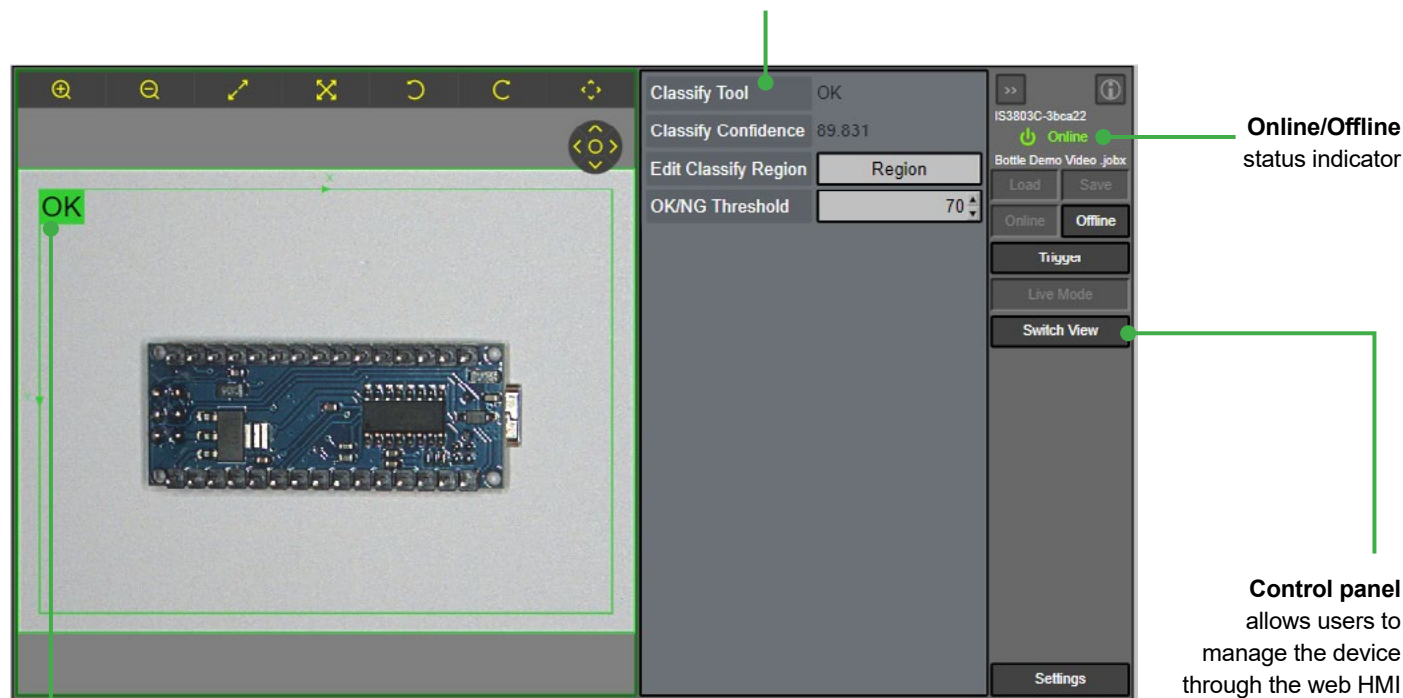 Classify Tool OK
Classify Confidence 89.831
Edit Classify Region Region
OK/NG Threshold 70
OK
>>
IS3803C-3bca22
Online
Bottle Demo Video .jobx
Load Save
Online Offline
Trigger
Live Mode
Switch View
Settings
X
Online/Offline
status indicator
Control panel
allows users to
manage the device
through the web HMI